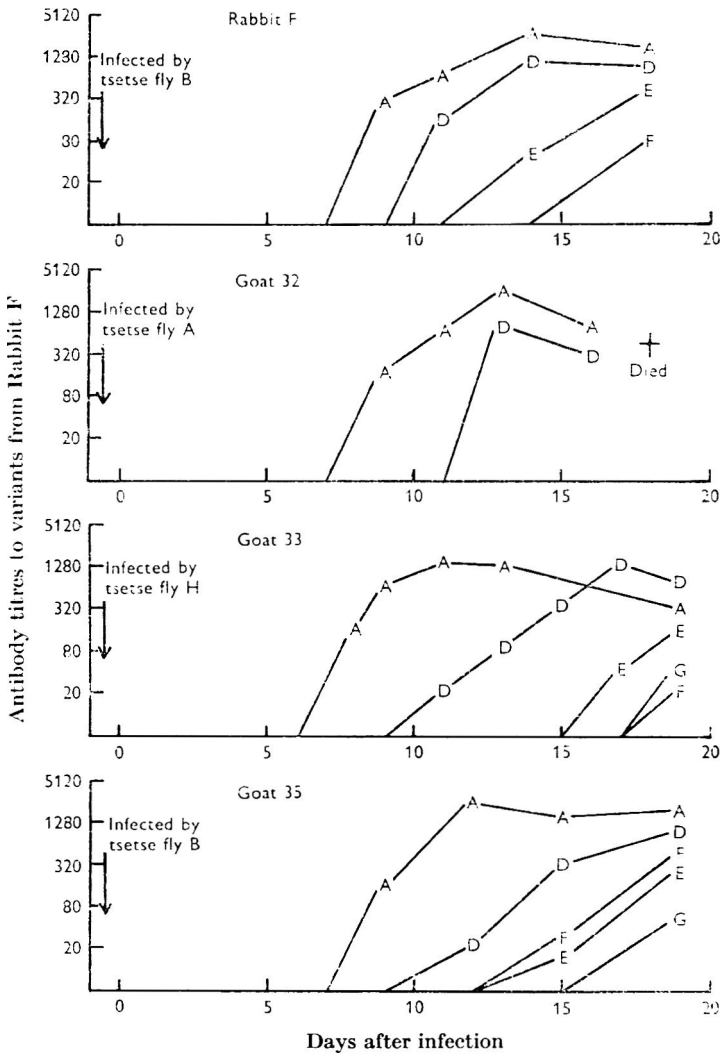 Antibody titres to variants from Rabbit F
Rabbit F
5120
1280
320
80
20
Infected by
tsetse fly B
A
A
A
A
D
D
D
E
E
F
0 5 10 15 20
Goat 32
5120
1280
320
80
20
Infected by
tsetse fly A
A
A
A
A
D
D
Died
0 5 10 15 20
Goat 33
5120
1280
320
80
20
Infected by
tsetse fly H
A
A
A
A
A
D
D
D
D
D
E
E
G
F
0 5 10 15 20
Goat 35
5120
1280
320
80
20
Infected by
tsetse fly B
A
A
A
A
D
D
D
F
F
E
E
G
0 5 10 15 20
Days after infection